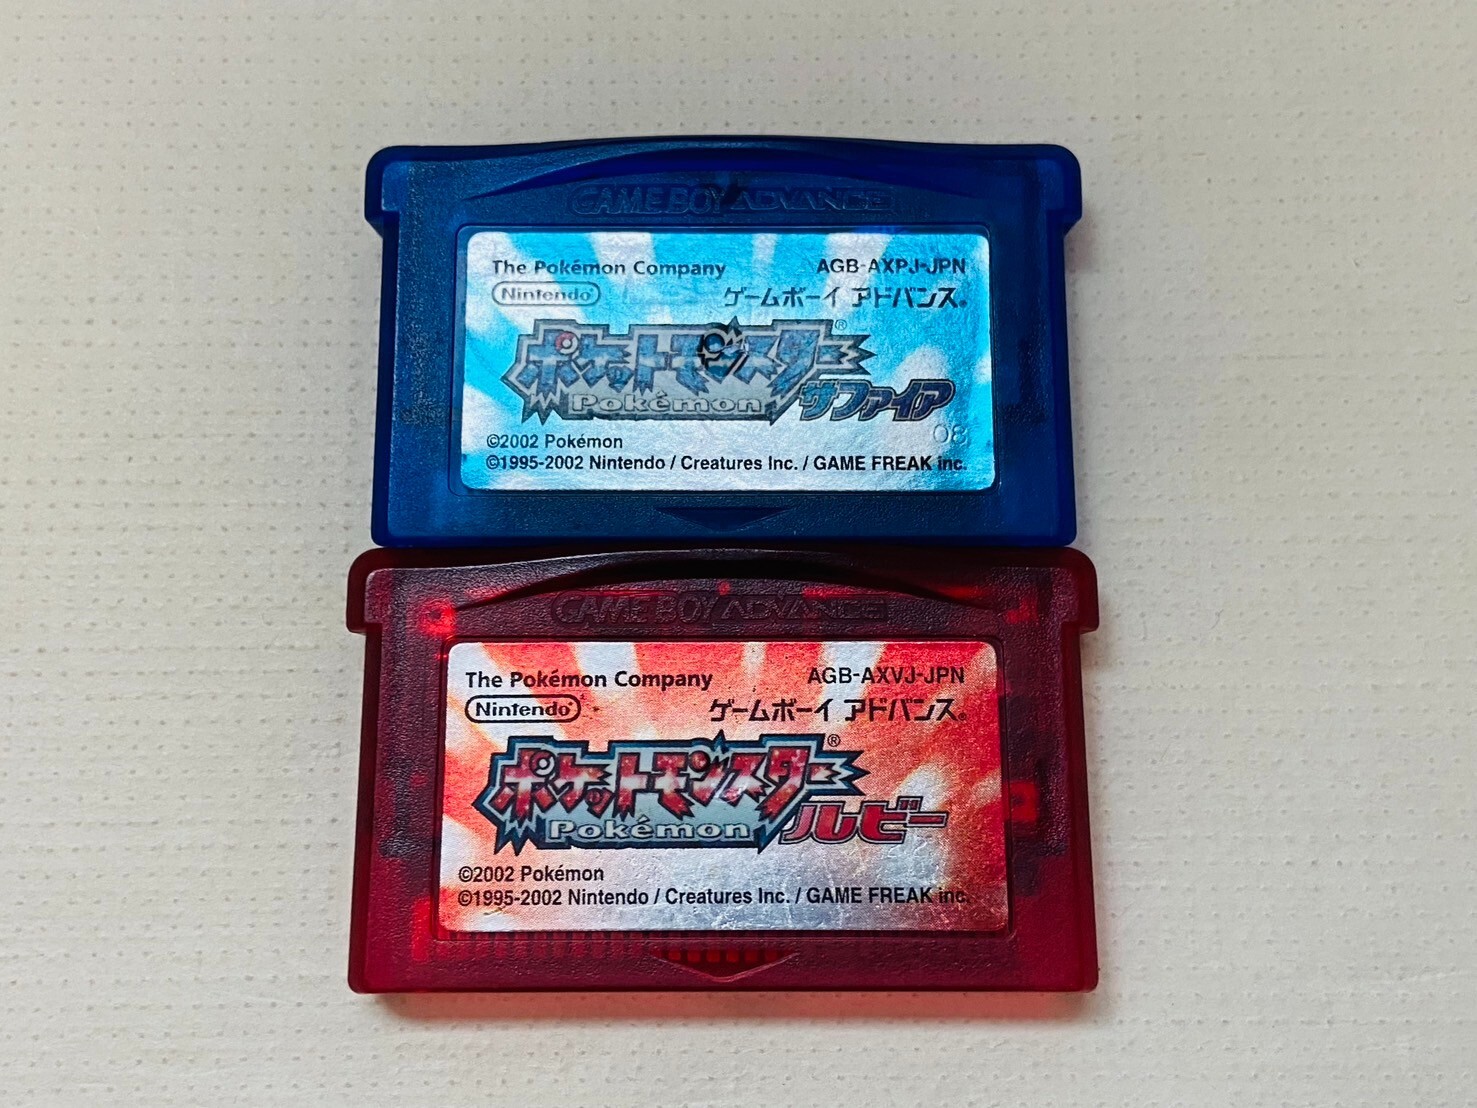 GAME BOY ADVANCE
The Pokémon Company AGB-AXPJ-JPN
Nintendo® ゲームボーイ アドバンス®
ポケットモンスター®
Pokémon サファイア
08
©2002 Pokémon
©1995-2002 Nintendo / Creatures Inc. / GAME FREAK inc.
GAME BOY ADVANCE
The Pokémon Company AGB-AXVJ-JPN
Nintendo® ゲームボーイ アドバンス®
ポケットモンスター®
Pokémon ルビー
©2002 Pokémon
©1995-2002 Nintendo / Creatures Inc. / GAME FREAK inc.